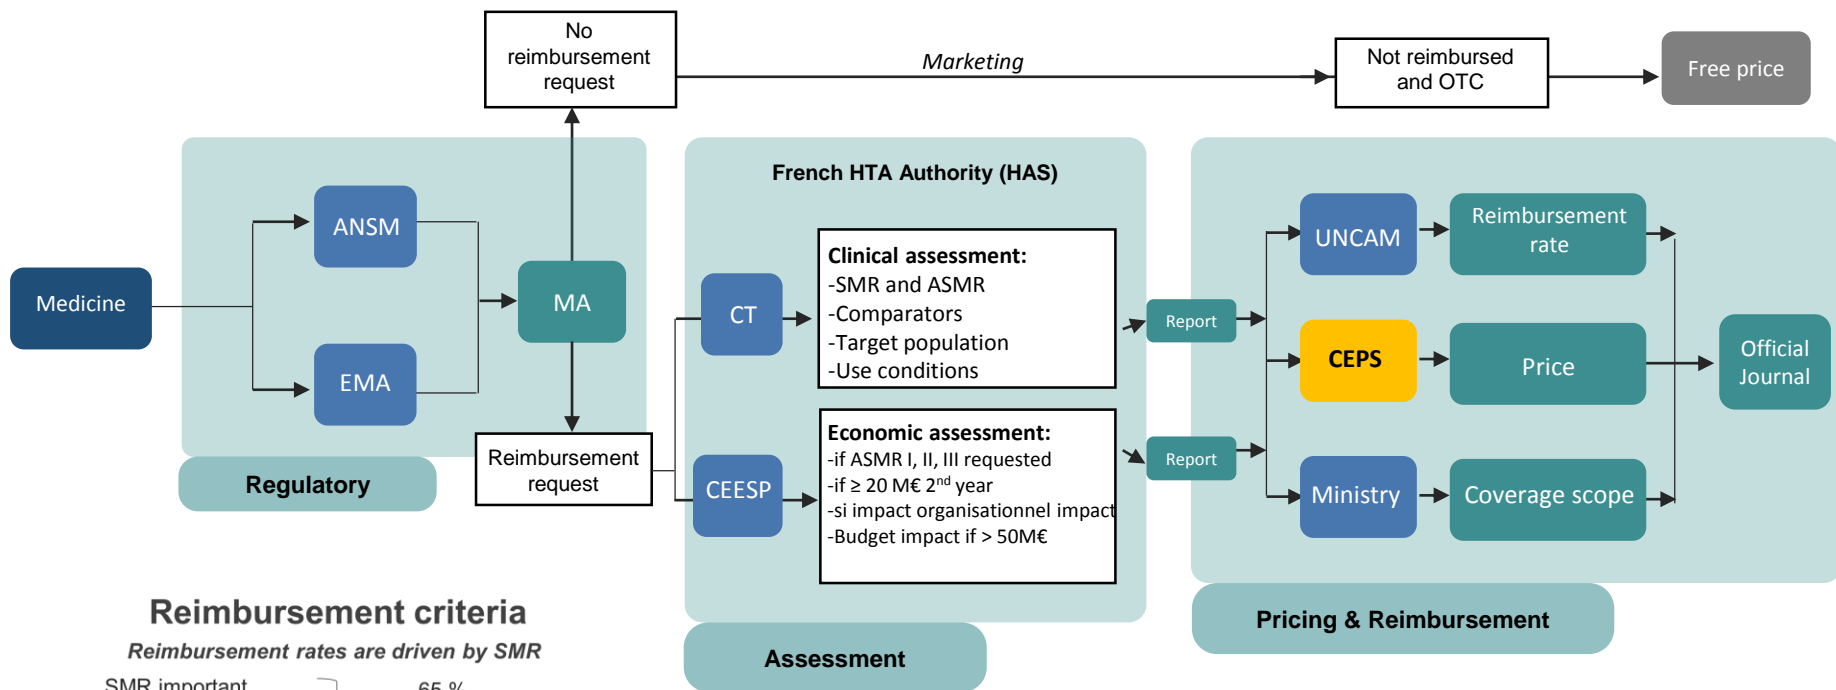 No
reimbursement
request
Marketing
Not reimbursed
and OTC
Free price
Medicine
ANSM
EMA
MA
Regulatory
Reimbursement
request
French HTA Authority (HAS)
CT
Clinical assessment:
-SMR and ASMR
-Comparators
-Target population
-Use conditions
CEESP
Economic assessment:
-if ASMR I, II, III requested
-if ≥ 20 M€ 2nd year
-si impact organisationnel impact
-Budget impact if > 50M€
Assessment
Report
Report
UNCAM
Reimbursement
rate
CEPS
Price
Ministry
Coverage scope
Official
Journal
Pricing & Reimbursement
Reimbursement criteria
Reimbursement rates are driven by SMR
SMR important
65 %